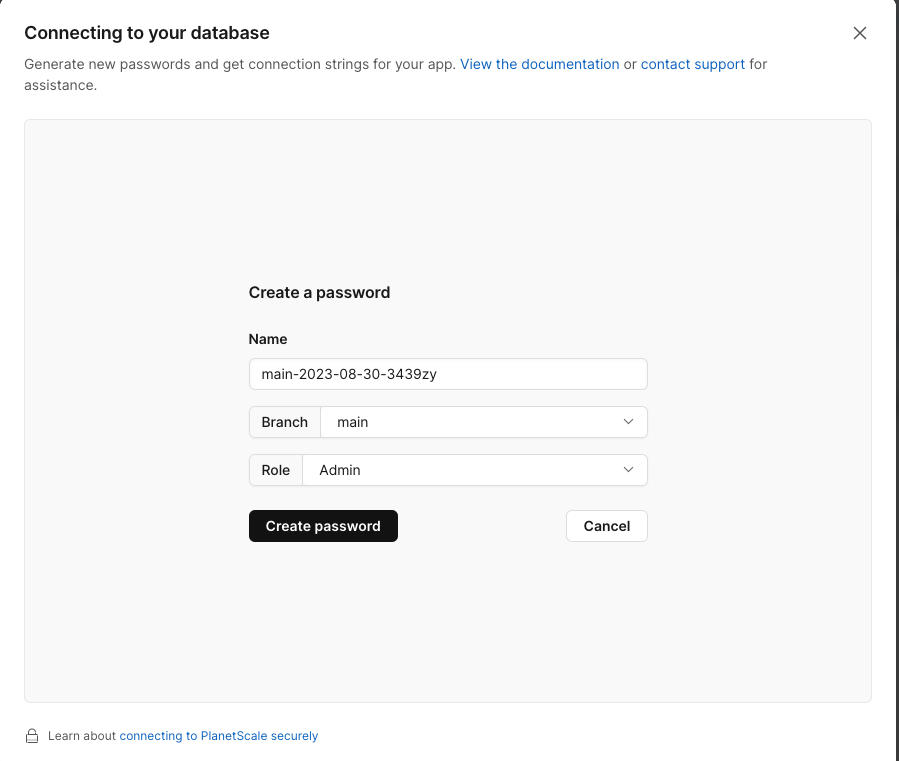 Connecting to your database
Generate new passwords and get connection strings for your app. View the documentation or contact support for
assistance.
Create a password
Name
main-2023-08-30-3439zy
Branch main
Role Admin
Create password Cancel
Learn about connecting to PlanetScale securely